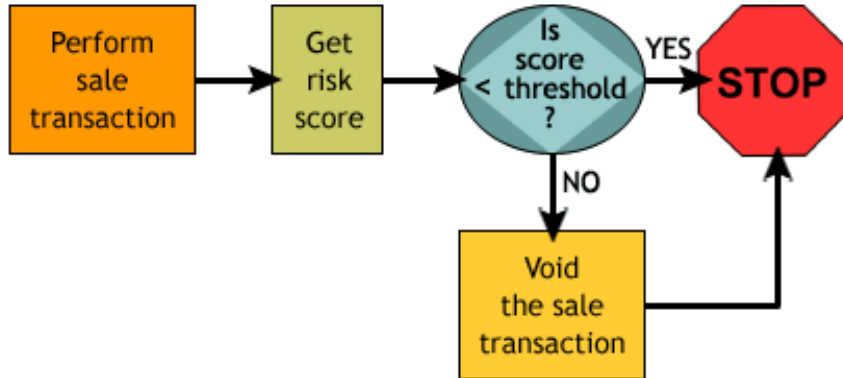 Perform
sale
transaction
Get
risk
score
Is
score
< threshold
?
YES
STOP
NO
Void
the sale
transaction